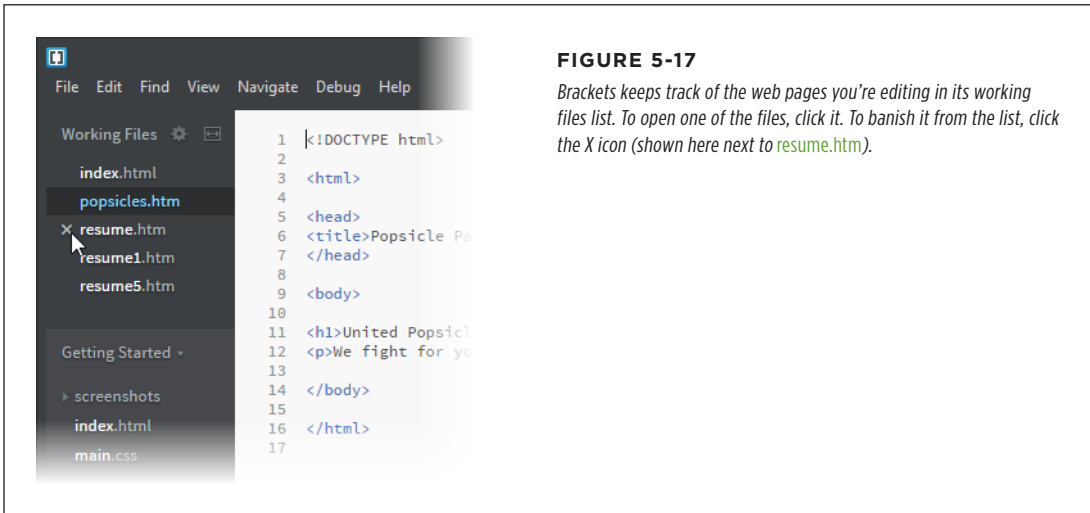 File Edit Find View Navigate Debug Help
Working Files
index.html
popsicles.htm
resume.htm
resume1.htm
resume5.htm
Getting Started
screenshots
index.html
main.css
1 <!DOCTYPE html>
2
3 <html>
4
5 <head>
6 <title>Popsicle Pa
7 </head>
8
9 <body>
10
11 <h1>United Popsicl
12 <p>We fight for yo
13
14 </body>
15
16 </html>
17
FIGURE 5-17
Brackets keeps track of the web pages you're editing in its working
files list. To open one of the files, click it. To banish it from the list, click
the X icon (shown here next to resume.htm).